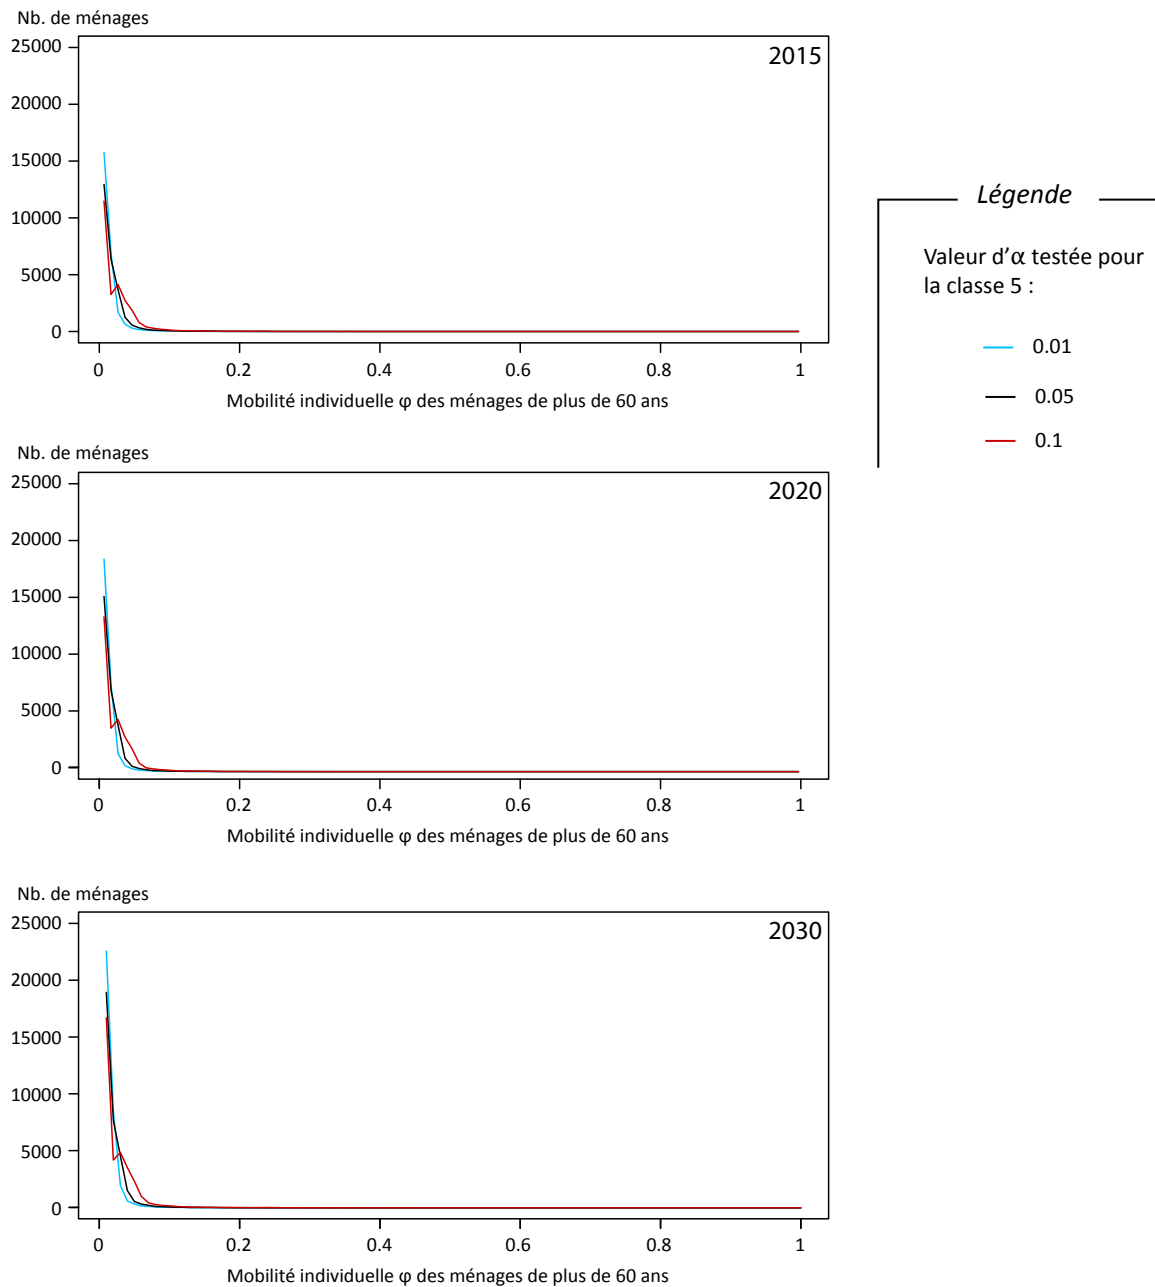 Nb. de ménages
25000
2015
20000
15000
10000
5000
0
0 0.2 0.4 0.6 0.8 1
Mobilité individuelle φ des ménages de plus de 60 ans
Légende
Valeur d'α testée pour
la classe 5 :
0.01
0.05
0.1
Nb. de ménages
25000
2020
20000
15000
10000
5000
0
0 0.2 0.4 0.6 0.8 1
Mobilité individuelle φ des ménages de plus de 60 ans
Nb. de ménages
25000
2030
20000
15000
10000
5000
0
0 0.2 0.4 0.6 0.8 1
Mobilité individuelle φ des ménages de plus de 60 ans